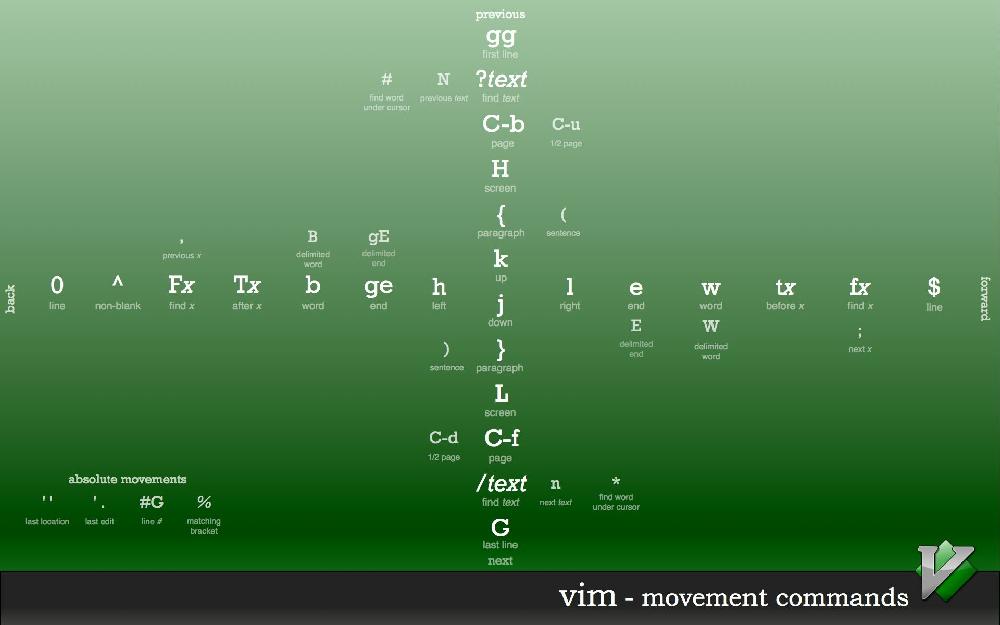 previous
gg
first line
# N ?text
find word under cursor previous text find text
C-b C-u
page 1/2 page
H
screen
{ (
paragraph sentence
, B gE
previous x delimited word delimited end
k
up
back 0 ^ Fx Tx b ge h l e w tx fx $ forward
line non-blank find x after x word end left right end word before x find x line
j
down
E W ;
delimited end delimited word next x
) }
sentence paragraph
L
screen
C-d C-f
1/2 page page
/text n *
find text next text find word under cursor
absolute movements
'' '. #G %
last location last edit line # matching bracket
G
last line
next
vim - movement commands